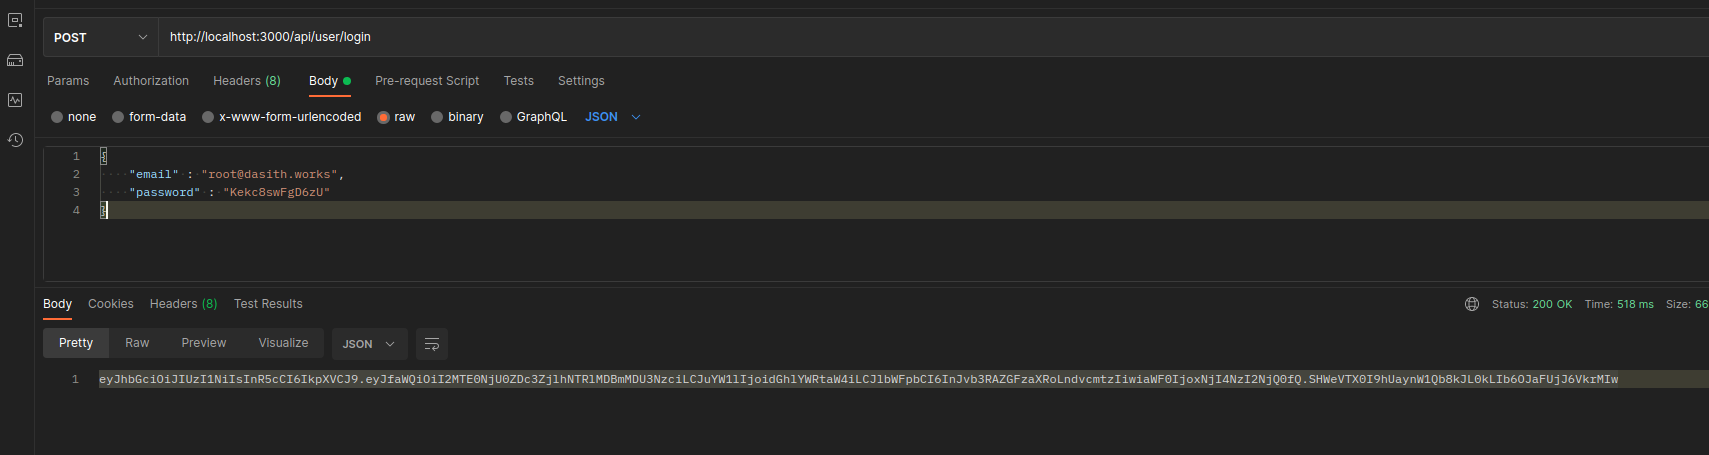 POST http://localhost:3000/api/user/login
Params Authorization Headers (8) Body Pre-request Script Tests Settings
none form-data x-www-form-urlencoded raw binary GraphQL JSON
1 {
2 "email" : "root@dasith.works",
3 "password" : "Kekc8swFgD6zU"
4 }
Body Cookies Headers (8) Test Results Status: 200 OK Time: 518 ms Size: 66
Pretty Raw Preview Visualize JSON
1 eyJhbGciOiJIUzI1NiIsInR5cCI6IkpXVCJ9.eyJfaWQiOiI2MTE0NjU0ZDc3ZjlhNTRlMDBmMDU3NzciLCJuYW1lIjoidGhlYWRtaW4iLCJlbWFpbCI6InJvb3RAZGFzaXRoLndvcmtzIiwiaWF0IjoxNjI4NzI2NjQ0fQ.SHWeVTX0I9hUaynW1Qb8kJL0kLIb6OJaFUjJ6VkrMIw